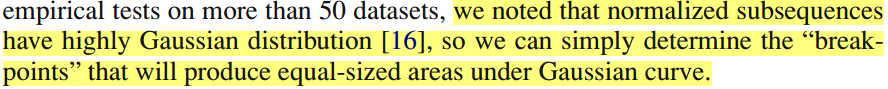 empirical tests on more than 50 datasets, we noted that normalized subsequences
have highly Gaussian distribution [16], so we can simply determine the “break-
points” that will produce equal-sized areas under Gaussian curve.